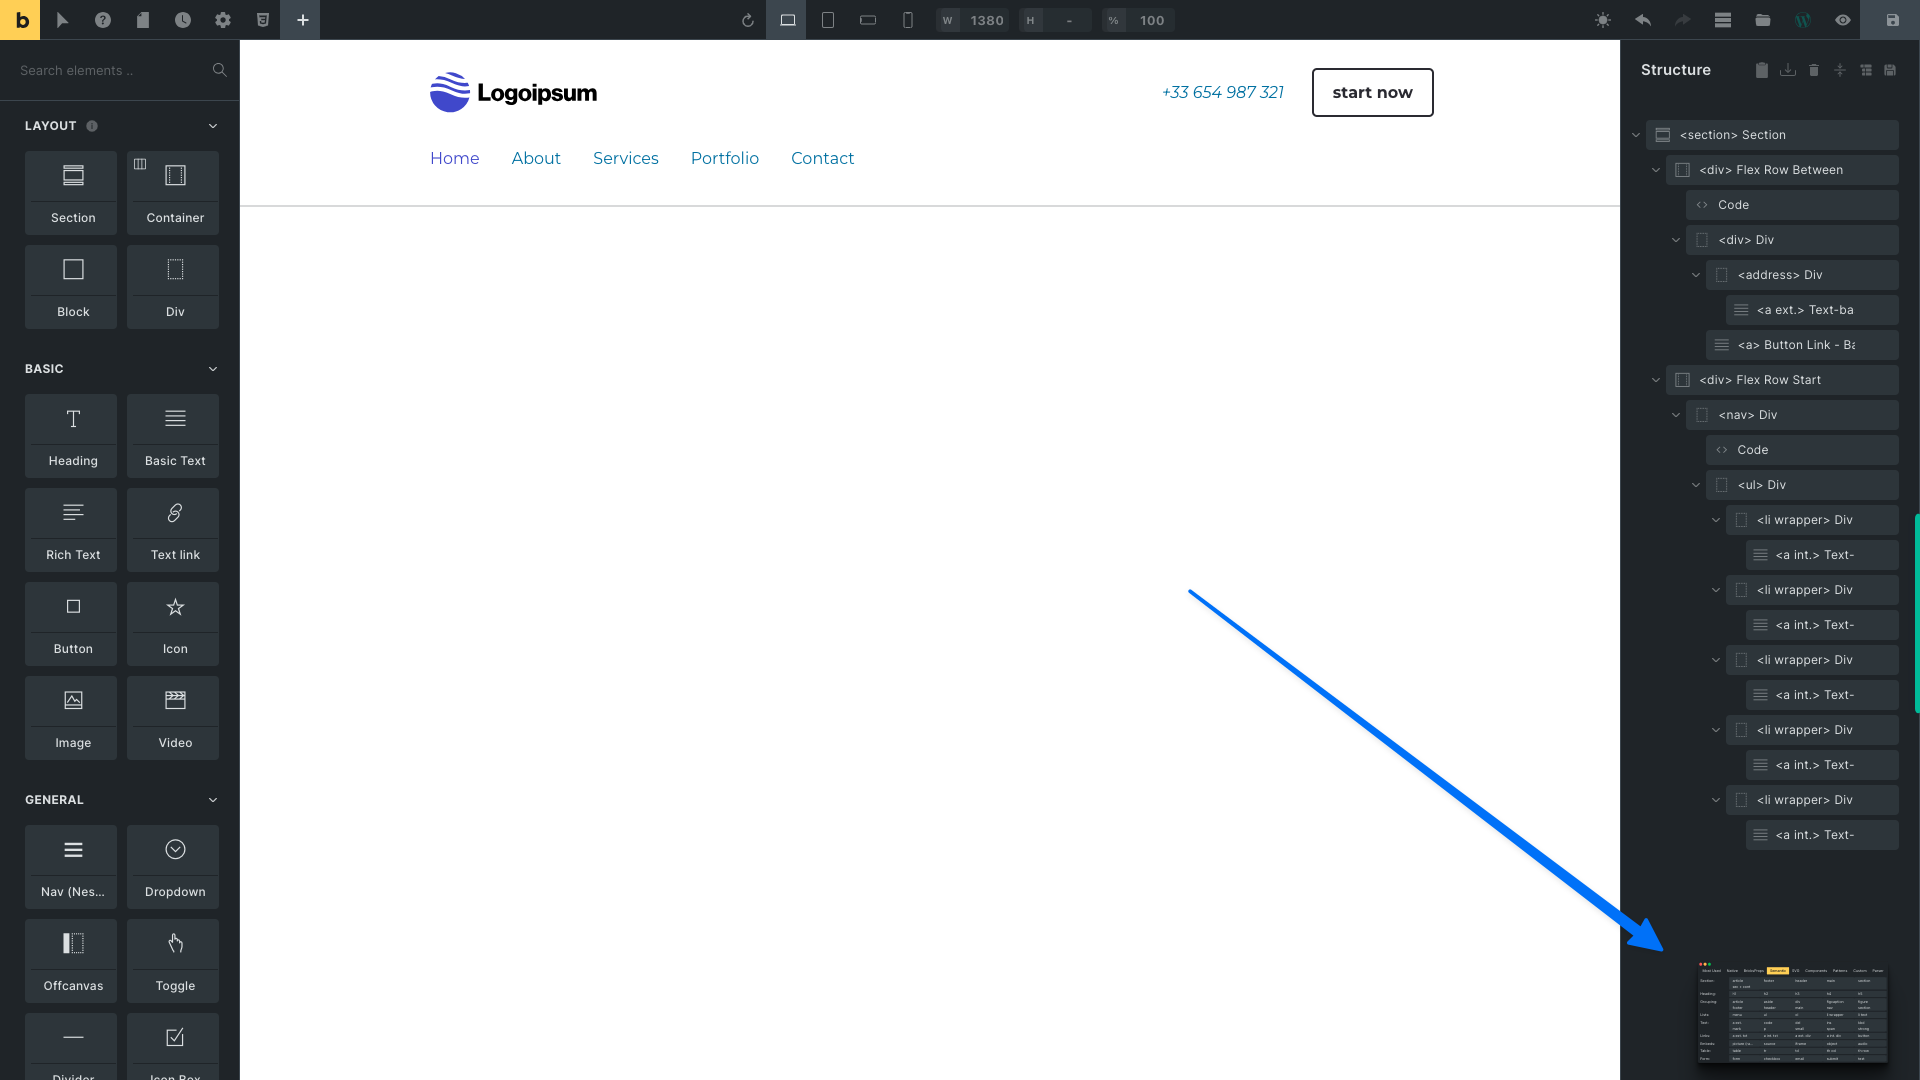 b
W 1380 H - % 100
Search elements ..
LAYOUT
Section
Container
Block
Div
BASIC
Heading
Basic Text
Rich Text
Text link
Button
Icon
Image
Video
GENERAL
Nav (Nes...
Dropdown
Offcanvas
Toggle
Divider
Icon Box
Logoipsum
+33 654 987 321
start now
Home About Services Portfolio Contact
Structure
<section> Section
<div> Flex Row Between
Code
<div> Div
<address> Div
<a ext.> Text-ba
<a> Button Link - Ba
<div> Flex Row Start
<nav> Div
Code
<ul> Div
<li wrapper> Div
<a int.> Text-
<li wrapper> Div
<a int.> Text-
<li wrapper> Div
<a int.> Text-
<li wrapper> Div
<a int.> Text-
<li wrapper> Div
<a int.> Text-